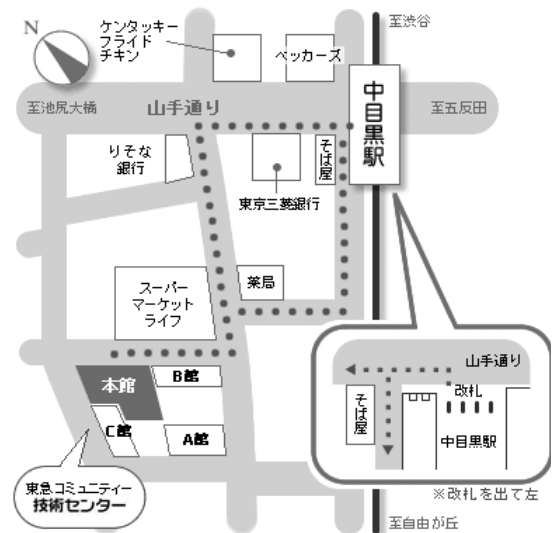 N
ケンタッキー
フライド
チキン
ベッカーズ
至渋谷
至池尻大橋
山手通り
中目黒駅
至五反田
りそな
銀行
そば屋
東京三菱銀行
薬局
スーパー
マーケット
ライフ
本館
B館
C館
A館
東急コミュニティー
技術センター
山手通り
そば屋
改札
中目黒駅
※改札を出て左
至自由が丘